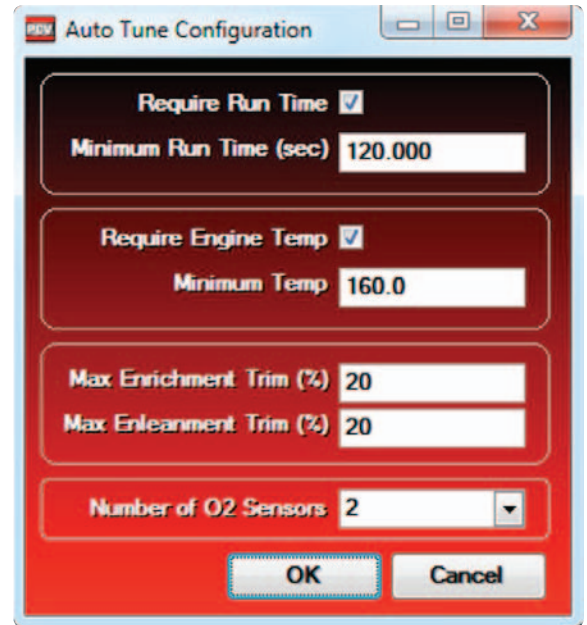 PCV Auto Tune Configuration
Require Run Time
Minimum Run Time (sec) 120.000
Require Engine Temp
Minimum Temp 160.0
Max Enrichment Trim (%) 20
Max Enleanment Trim (%) 20
Number of O2 Sensors 2
OK Cancel